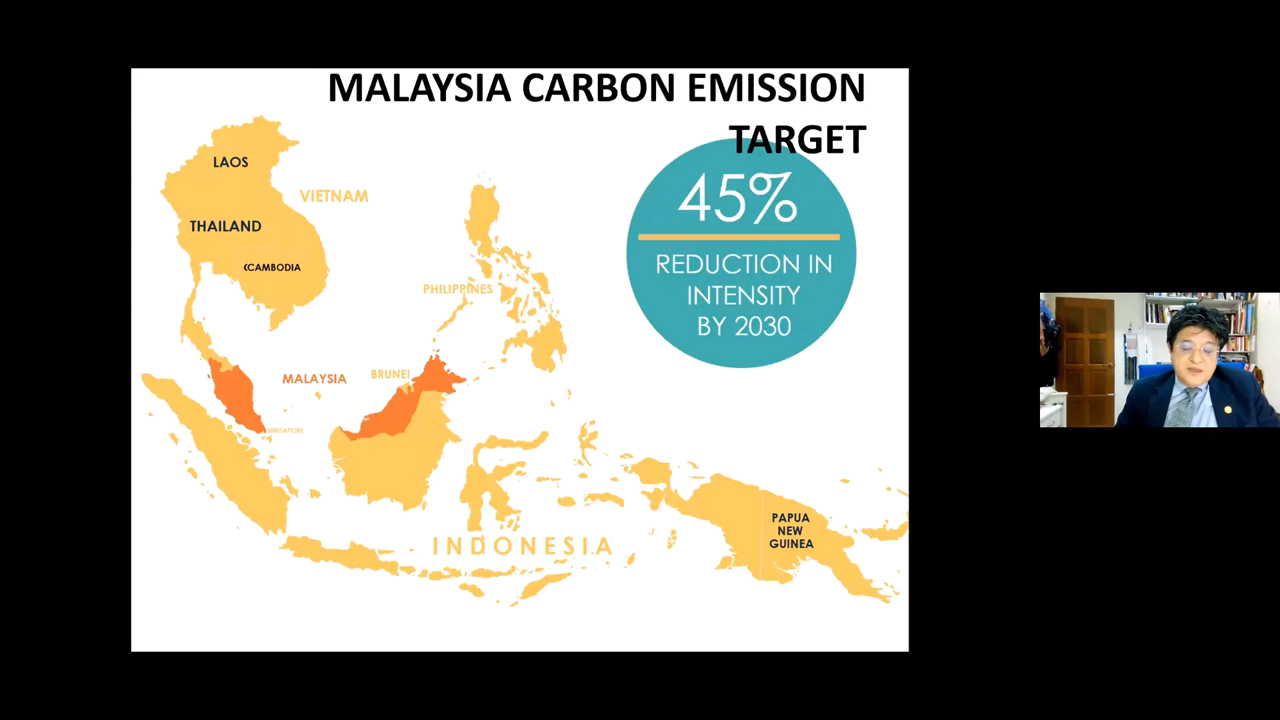 MALAYSIA CARBON EMISSION
TARGET
45%
REDUCTION IN
INTENSITY
BY 2030
LAOS
VIETNAM
THAILAND
CAMBODIA
PHILIPPINES
MALAYSIA
BRUNEI
SINGAPORE
INDONESIA
PAPUA
NEW
GUINEA